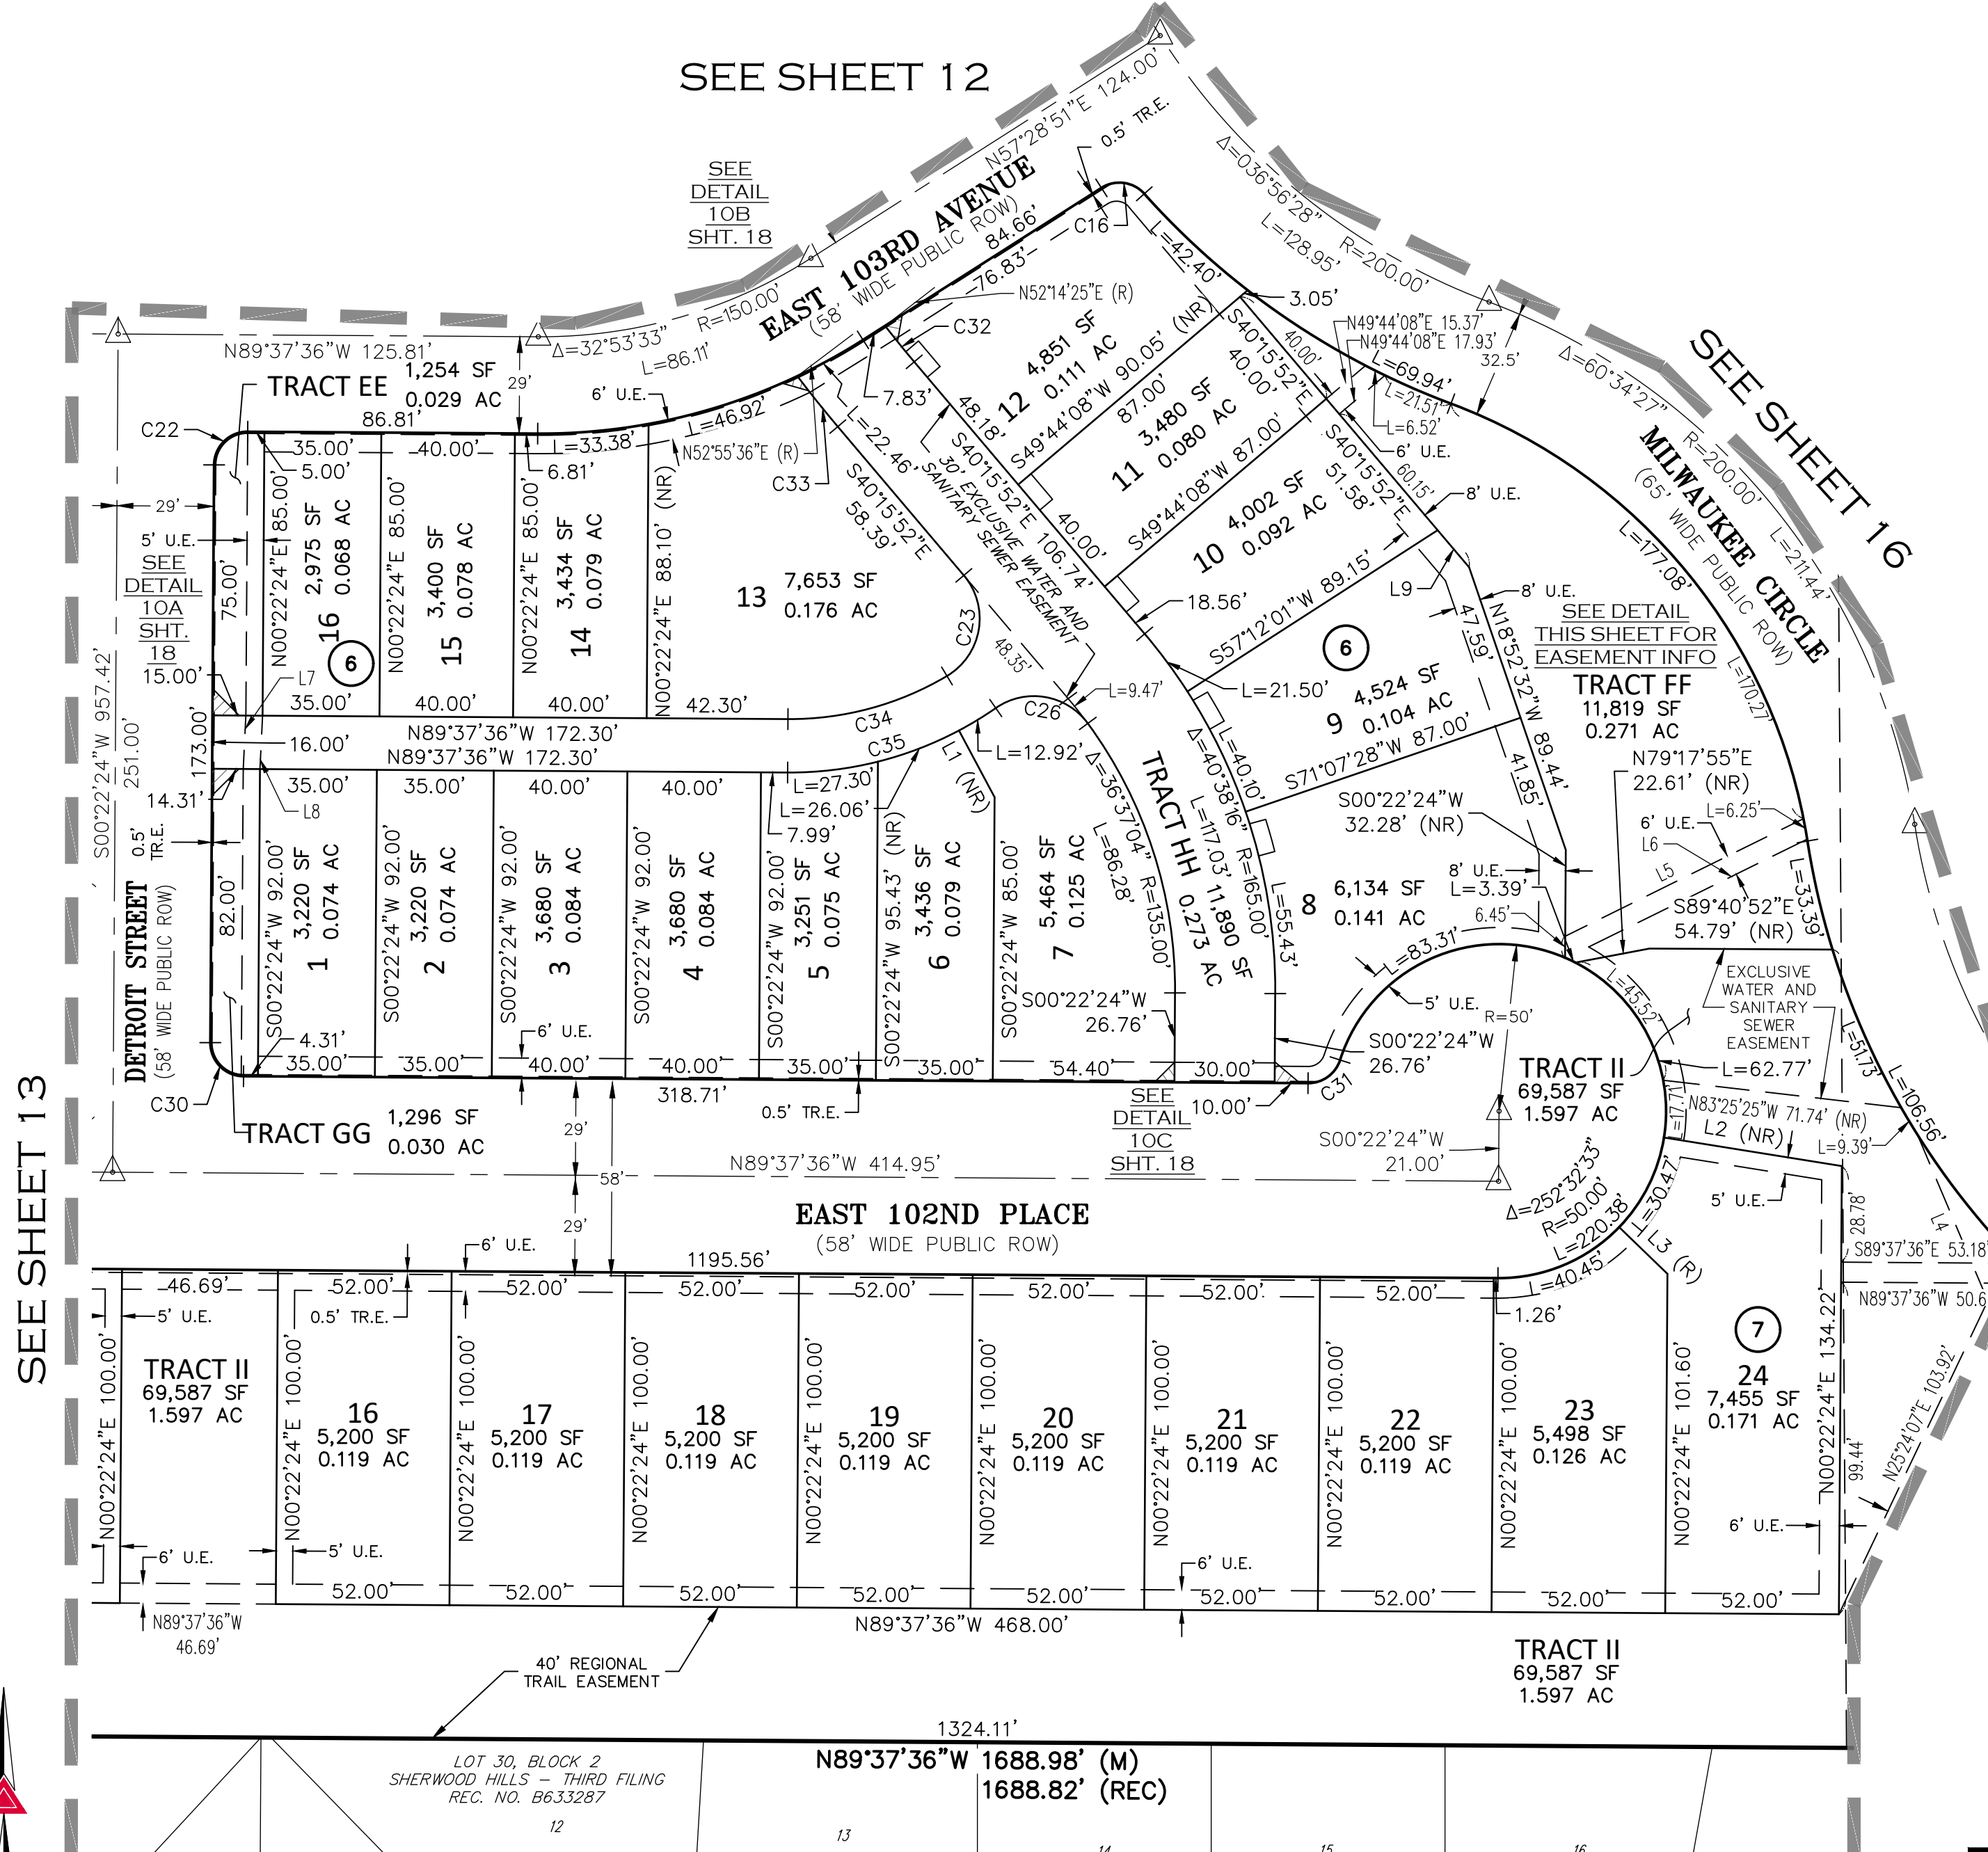 SEE SHEET 12
SEE
DETAIL
10B
SHT. 18
N57°28'51"E 124.00'
0.5' TR.E.
EAST 103RD AVENUE
(58' WIDE PUBLIC ROW)
84.66'
76.83'
C16
L=42.40'
Δ=036°56'28"
L=128.95'
R=200.00'
N52°14'25"E (R)
C32
3.05'
N49°44'08"E 15.37'
N49°44'08"E 17.93'
32.5'
Δ=60°34'27"
R=200.00'
L=211.44'
SEE SHEET 16
MILWAUKEE CIRCLE
(65' WIDE PUBLIC ROW)
L=69.94'
L=21.51'
L=6.52'
6' U.E.
8' U.E.
L=177.08'
L=170.27'
N89°37'36"W 125.81'
Δ=32°53'33"
R=150.00'
L=86.11'
TRACT EE
1,254 SF
0.029 AC
29'
6' U.E.
86.81'
C22
35.00'
40.00'
L=33.38'
L=46.92'
5.00'
6.81'
N52°55'36"E (R)
C33
7.83'
L=22.46'
48.18'
S40°15'52"E
58.39'
30' EXCLUSIVE WATER AND
SANITARY SEWER EASEMENT
S40°15'52"E 106.74'
12
4,851 SF
0.111 AC
S49°44'08"W 90.05' (NR)
87.00'
S40°15'52"E
40.00'
40.00'
11
3,480 SF
0.080 AC
S49°44'08"W 87.00'
40.00'
10
4,002 SF
0.092 AC
S40°15'52"E
51.58'
60.15'
S57°12'01"W 89.15'
18.56'
L9
47.59'
N18°52'32"W 89.44'
8' U.E.
SEE DETAIL
THIS SHEET FOR
EASEMENT INFO
TRACT FF
11,819 SF
0.271 AC
29'
5' U.E.
SEE
DETAIL
10A
SHT.
18
75.00'
N00°22'24"E 85.00'
16
2,975 SF
0.068 AC
6
N00°22'24"E 85.00'
15
3,400 SF
0.078 AC
N00°22'24"E 85.00'
14
3,434 SF
0.079 AC
N00°22'24"E 88.10' (NR)
13
7,653 SF
0.176 AC
C23
48.35'
L=9.47'
L=21.50'
6
9
4,524 SF
0.104 AC
S71°07'28"W 87.00'
41.85'
15.00'
L7
35.00'
40.00'
40.00'
42.30'
C34
N89°37'36"W 172.30'
16.00'
N89°37'36"W 172.30'
C35
C26
L1 (NR)
L=12.92'
173.00'
S00°22'24"W 957.42'
251.00'
14.31'
L8
35.00'
35.00'
40.00'
40.00'
L=27.30'
L=26.06'
7.99'
0.5'
TR.E.
82.00'
DETROIT STREET
(58' WIDE PUBLIC ROW)
S00°22'24"W 92.00'
1
3,220 SF
0.074 AC
S00°22'24"W 92.00'
2
3,220 SF
0.074 AC
S00°22'24"W 92.00'
3
3,680 SF
0.084 AC
S00°22'24"W 92.00'
4
3,680 SF
0.084 AC
S00°22'24"W 92.00'
5
3,251 SF
0.075 AC
S00°22'24"W 95.43' (NR)
6
3,436 SF
0.079 AC
S00°22'24"W 85.00'
7
5,464 SF
0.125 AC
Δ=36°37'04"
R=135.00'
L=86.28'
TRACT HH
11,890 SF
0.273 AC
Δ=40°38'16"
R=165.00'
L=117.03'
L=40.10'
L=55.43'
8
6,134 SF
0.141 AC
S00°22'24"W
32.28' (NR)
8' U.E.
L=3.39'
6.45'
N79°17'55"E
22.61' (NR)
6' U.E.
L6
L5
L=6.25'
S89°40'52"E
54.79' (NR)
L=33.39'
L=83.31'
5' U.E.
R=50'
L=45.52'
EXCLUSIVE
WATER AND
SANITARY
SEWER
EASEMENT
S00°22'24"W
26.76'
S00°22'24"W
26.76'
4.31'
35.00'
35.00'
6' U.E.
40.00'
40.00'
35.00'
35.00'
54.40'
30.00'
318.71'
0.5' TR.E.
SEE
DETAIL
10C
SHT. 18
10.00'
C31
C30
TRACT GG
1,296 SF
0.030 AC
TRACT II
69,587 SF
1.597 AC
L=62.77'
L=17.71'
N83°25'25"W 71.74' (NR)
L2 (NR)
L=51.73'
L=106.56'
L=9.39'
S00°22'24"W
21.00'
Δ=252°32'33"
R=50.00'
L=220.38'
L=30.47'
L=40.45'
L3 (R)
5' U.E.
28.78'
L4
S89°37'36"E 53.18'
N89°37'36"W 50.6
29'
58'
29'
N89°37'36"W 414.95'
EAST 102ND PLACE
(58' WIDE PUBLIC ROW)
SEE SHEET 13
6' U.E.
1195.56'
46.69'
52.00'
52.00'
52.00'
52.00'
52.00'
52.00'
52.00'
1.26'
5' U.E.
0.5' TR.E.
N00°22'24"E 100.00'
TRACT II
69,587 SF
1.597 AC
N00°22'24"E 100.00'
16
5,200 SF
0.119 AC
N00°22'24"E 100.00'
17
5,200 SF
0.119 AC
N00°22'24"E 100.00'
18
5,200 SF
0.119 AC
N00°22'24"E 100.00'
19
5,200 SF
0.119 AC
N00°22'24"E 100.00'
20
5,200 SF
0.119 AC
N00°22'24"E 100.00'
21
5,200 SF
0.119 AC
N00°22'24"E 100.00'
22
5,200 SF
0.119 AC
N00°22'24"E 100.00'
23
5,498 SF
0.126 AC
N00°22'24"E 101.60'
7
24
7,455 SF
0.171 AC
N00°22'24"E 134.22'
99.44'
N25°24'07"E 103.92'
6' U.E.
6' U.E.
5' U.E.
6' U.E.
52.00'
52.00'
52.00'
52.00'
52.00'
52.00'
52.00'
52.00'
52.00'
N89°37'36"W
46.69'
N89°37'36"W 468.00'
40' REGIONAL
TRAIL EASEMENT
TRACT II
69,587 SF
1.597 AC
1324.11'
N89°37'36"W 1688.98' (M)
1688.82' (REC)
LOT 30, BLOCK 2
SHERWOOD HILLS – THIRD FILING
REC. NO. B633287
12
13
14
15
16